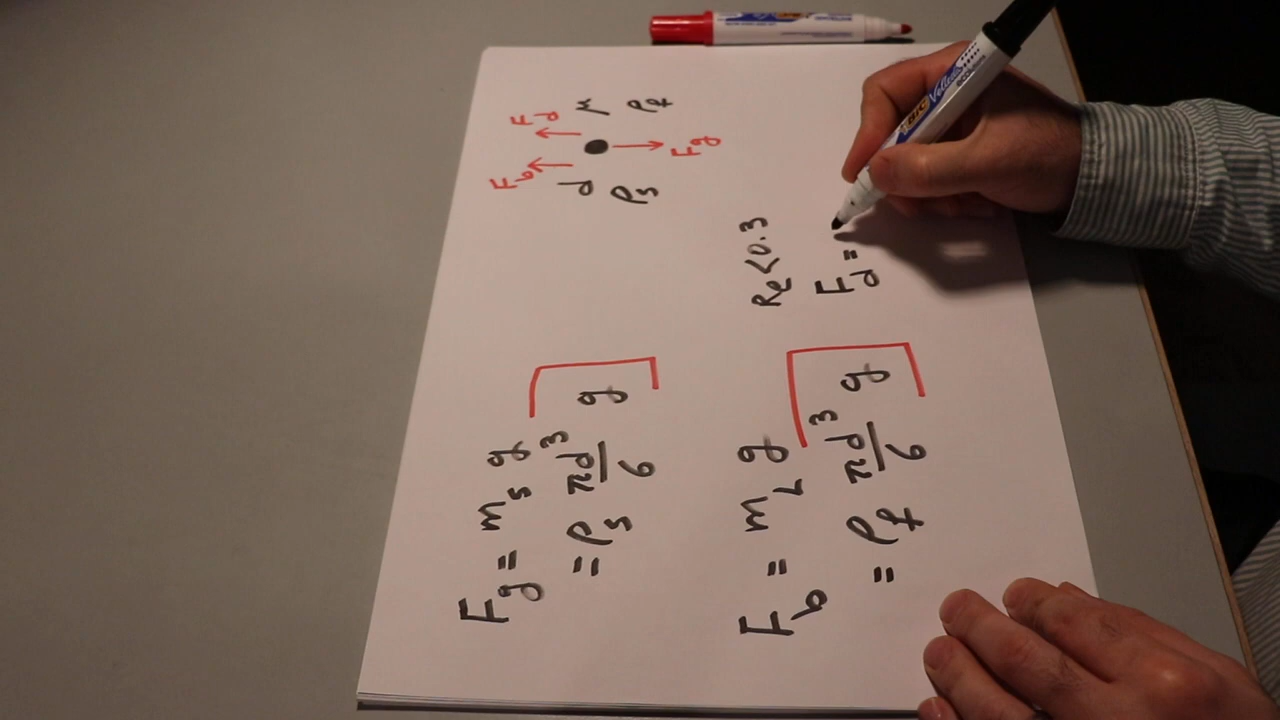 F_g = m_s g
= ρ_s πd³/6 g
F_b = m_L g
= ρ_f πd³/6 g
F_b F_d
d μ
ρ_s ρ_f
F_g
Re < 0.3
F_d =
BIC Velleda